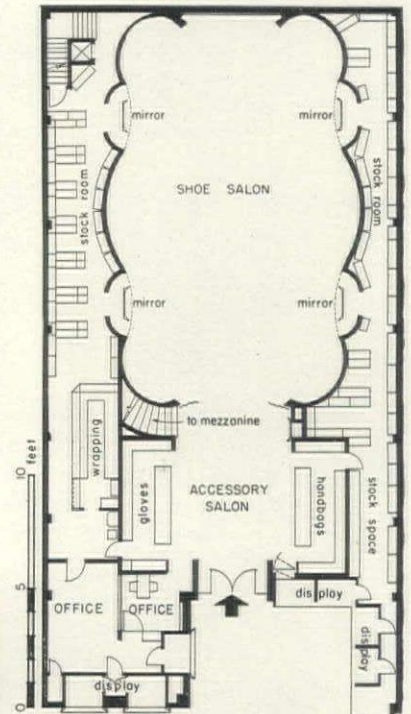 mirror
mirror
SHOE SALON
stock room
stock room
mirror
mirror
to mezzanine
wrapping
gloves
ACCESSORY
SALON
handbags
stock space
10
feet
5
0
OFFICE
OFFICE
display
display
display